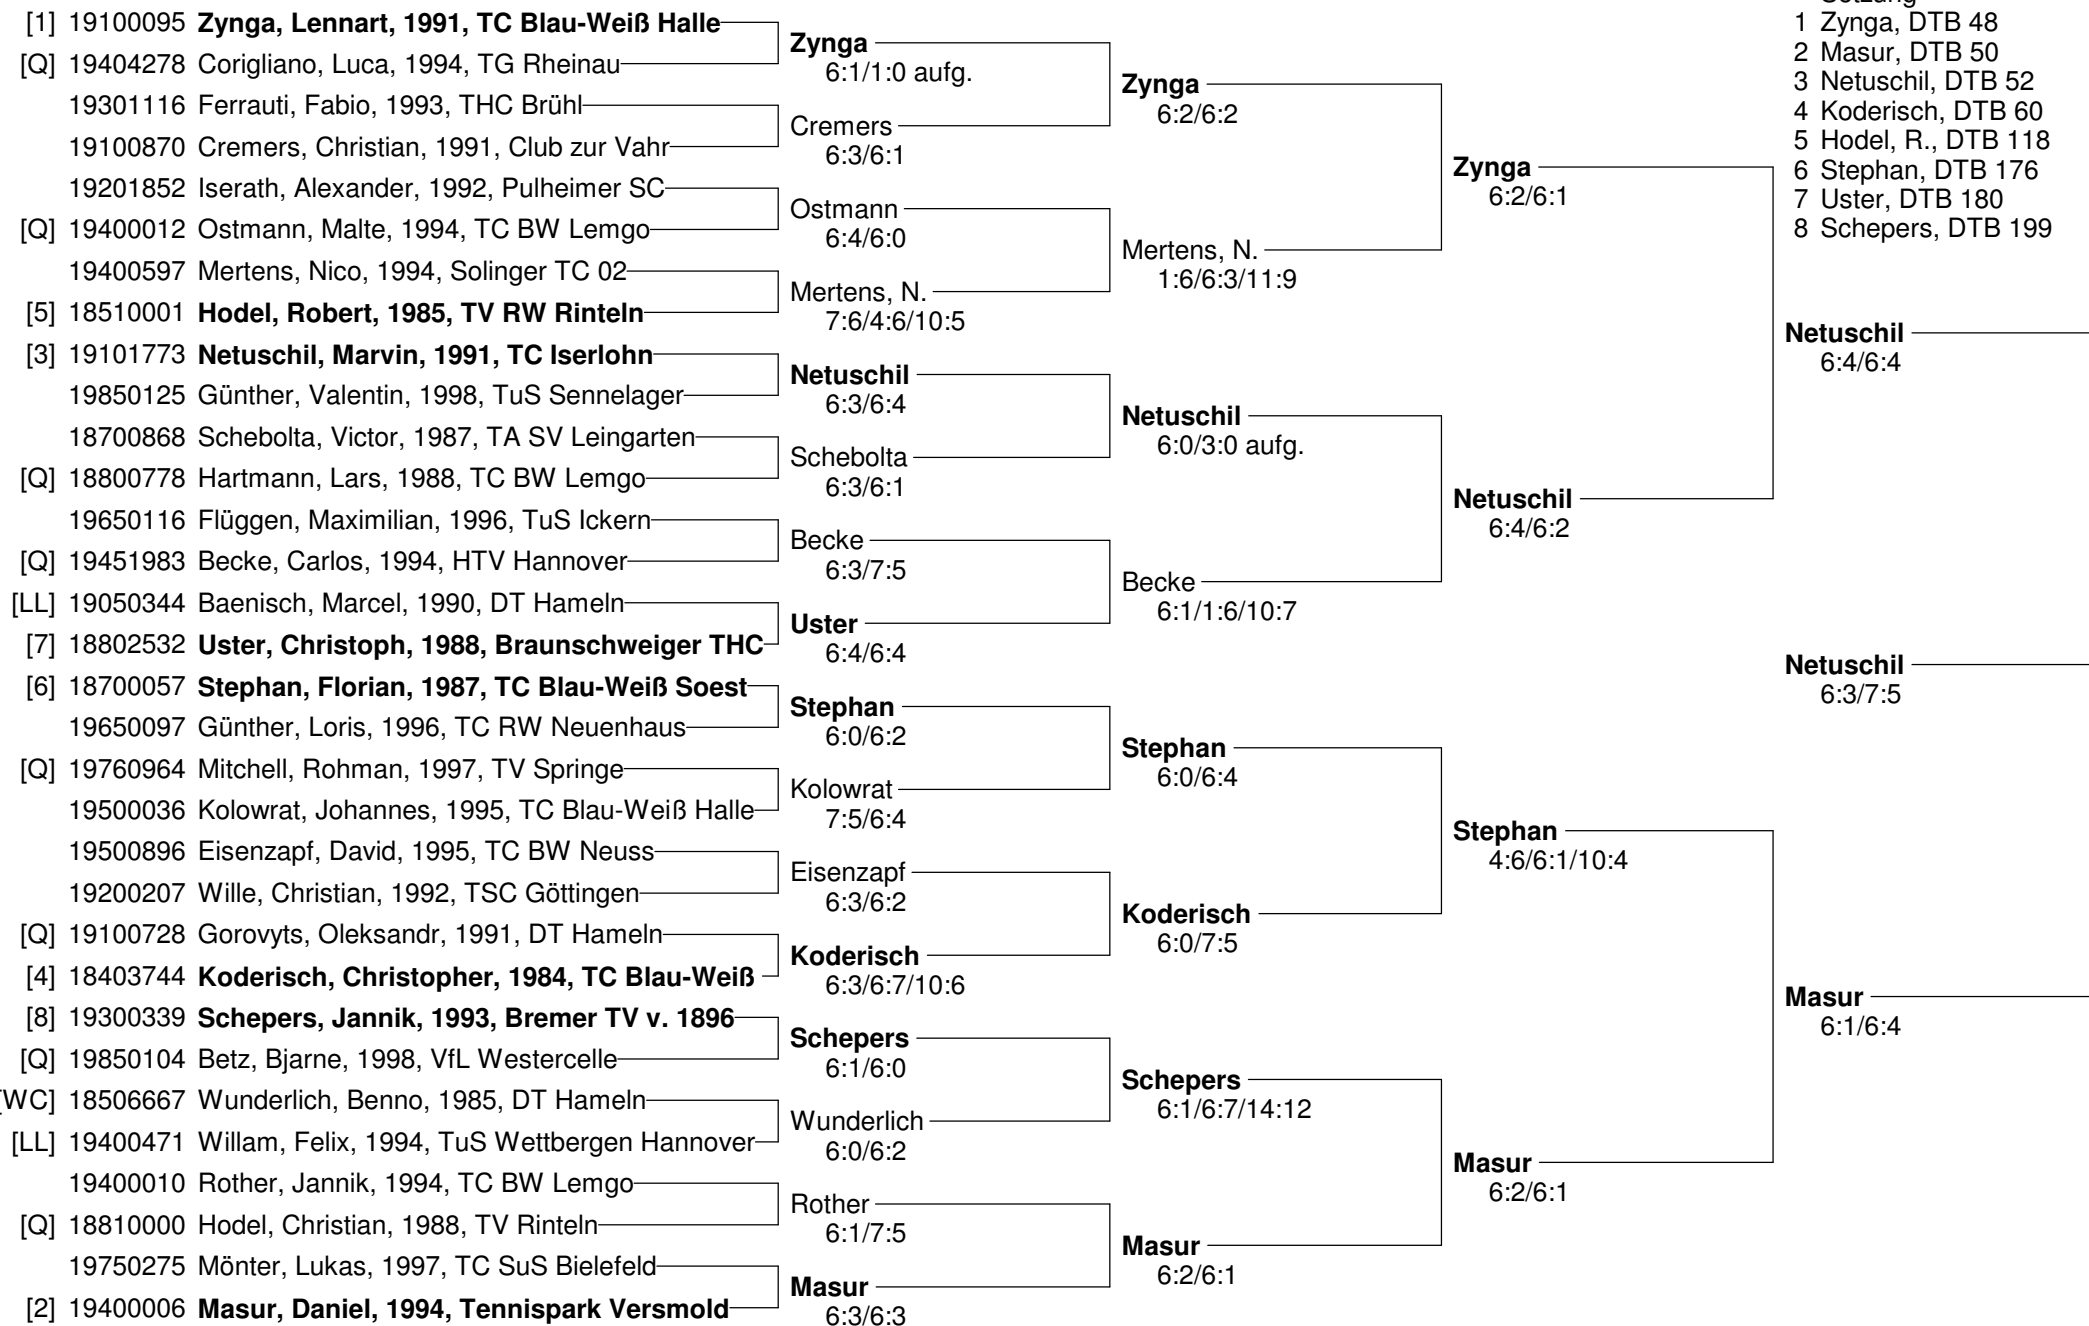 [1] 19100095 Zynga, Lennart, 1991, TC Blau-Weiß Halle
[Q] 19404278 Corigliano, Luca, 1994, TG Rheinau
19301116 Ferrauti, Fabio, 1993, THC Brühl
19100870 Cremers, Christian, 1991, Club zur Vahr
19201852 Iserath, Alexander, 1992, Pulheimer SC
[Q] 19400012 Ostmann, Malte, 1994, TC BW Lemgo
19400597 Mertens, Nico, 1994, Solinger TC 02
[5] 18510001 Hodel, Robert, 1985, TV RW Rinteln
[3] 19101773 Netuschil, Marvin, 1991, TC Iserlohn
19850125 Günther, Valentin, 1998, TuS Sennelager
18700868 Schebolta, Victor, 1987, TA SV Leingarten
[Q] 18800778 Hartmann, Lars, 1988, TC BW Lemgo
19650116 Flüggen, Maximilian, 1996, TuS Ickern
[Q] 19451983 Becke, Carlos, 1994, HTV Hannover
[LL] 19050344 Baenisch, Marcel, 1990, DT Hameln
[7] 18802532 Uster, Christoph, 1988, Braunschweiger THC
[6] 18700057 Stephan, Florian, 1987, TC Blau-Weiß Soest
19650097 Günther, Loris, 1996, TC RW Neuenhaus
[Q] 19760964 Mitchell, Rohman, 1997, TV Springe
19500036 Kolowrat, Johannes, 1995, TC Blau-Weiß Halle
19500896 Eisenzapf, David, 1995, TC BW Neuss
19200207 Wille, Christian, 1992, TSC Göttingen
[Q] 19100728 Gorovyts, Oleksandr, 1991, DT Hameln
[4] 18403744 Koderisch, Christopher, 1984, TC Blau-Weiß
[8] 19300339 Schepers, Jannik, 1993, Bremer TV v. 1896
[Q] 19850104 Betz, Bjarne, 1998, VfL Westercelle
[WC] 18506667 Wunderlich, Benno, 1985, DT Hameln
[LL] 19400471 Willam, Felix, 1994, TuS Wettbergen Hannover
19400010 Rother, Jannik, 1994, TC BW Lemgo
[Q] 18810000 Hodel, Christian, 1988, TV Rinteln
19750275 Mönter, Lukas, 1997, TC SuS Bielefeld
[2] 19400006 Masur, Daniel, 1994, Tennispark Versmold
Zynga
6:1/1:0 aufg.
Cremers
6:3/6:1
Ostmann
6:4/6:0
Mertens, N.
7:6/4:6/10:5
Netuschil
6:3/6:4
Schebolta
6:3/6:1
Becke
6:3/7:5
Uster
6:4/6:4
Stephan
6:0/6:2
Kolowrat
7:5/6:4
Eisenzapf
6:3/6:2
Koderisch
6:3/6:7/10:6
Schepers
6:1/6:0
Wunderlich
6:0/6:2
Rother
6:1/7:5
Masur
6:3/6:3
Zynga
6:2/6:2
Mertens, N.
1:6/6:3/11:9
Netuschil
6:0/3:0 aufg.
Becke
6:1/1:6/10:7
Stephan
6:0/6:4
Koderisch
6:0/7:5
Schepers
6:1/6:7/14:12
Masur
6:2/6:1
Zynga
6:2/6:1
Netuschil
6:4/6:2
Stephan
4:6/6:1/10:4
Masur
6:2/6:1
1 Zynga, DTB 48
2 Masur, DTB 50
3 Netuschil, DTB 52
4 Koderisch, DTB 60
5 Hodel, R., DTB 118
6 Stephan, DTB 176
7 Uster, DTB 180
8 Schepers, DTB 199
Netuschil
6:4/6:4
Netuschil
6:3/7:5
Masur
6:1/6:4